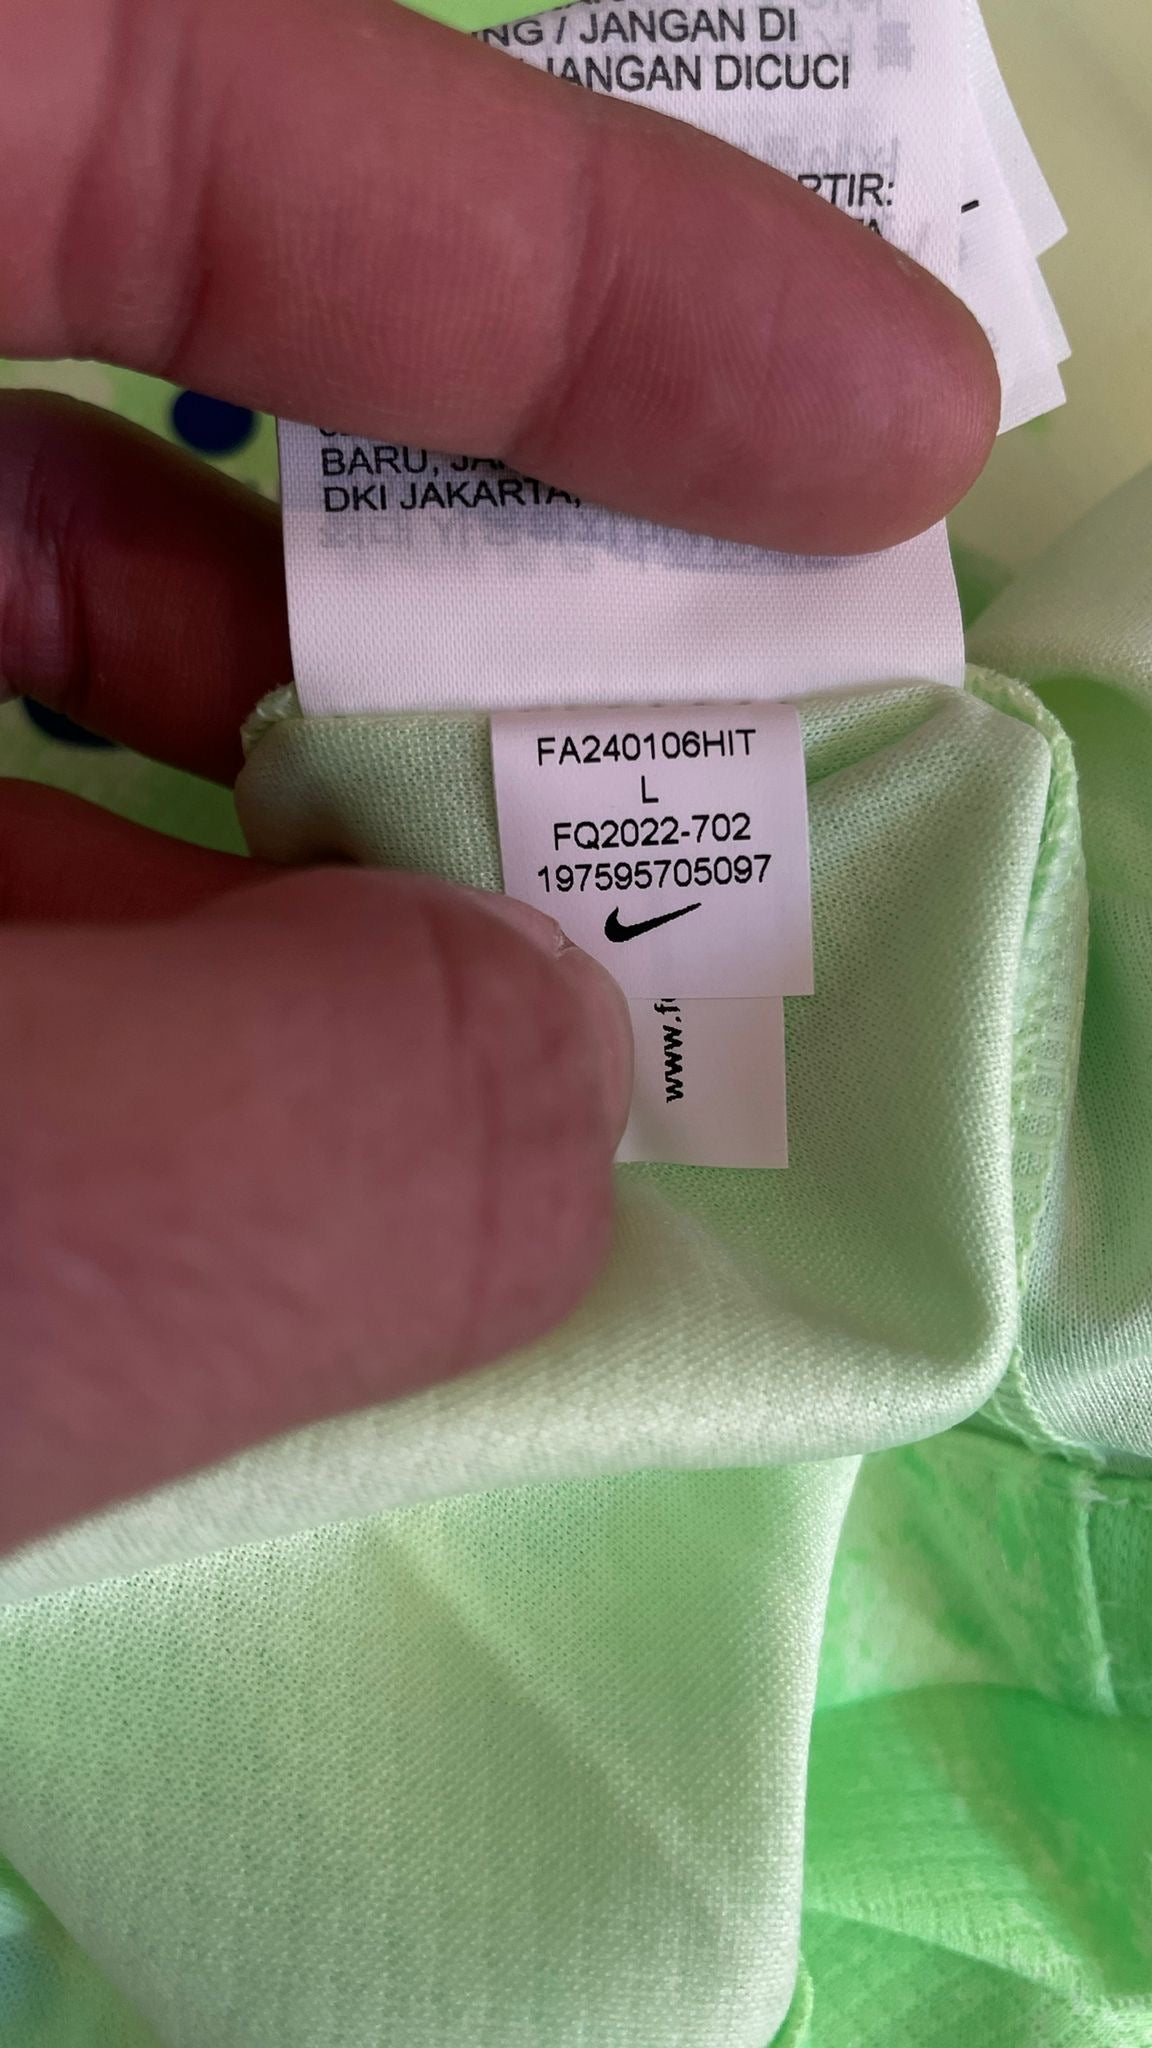 / JANGAN DI
JANGAN DICUCI
BARU,
DKI JAKARTA,
FA240106HIT
L
FQ2022-702
197595705097
www.f